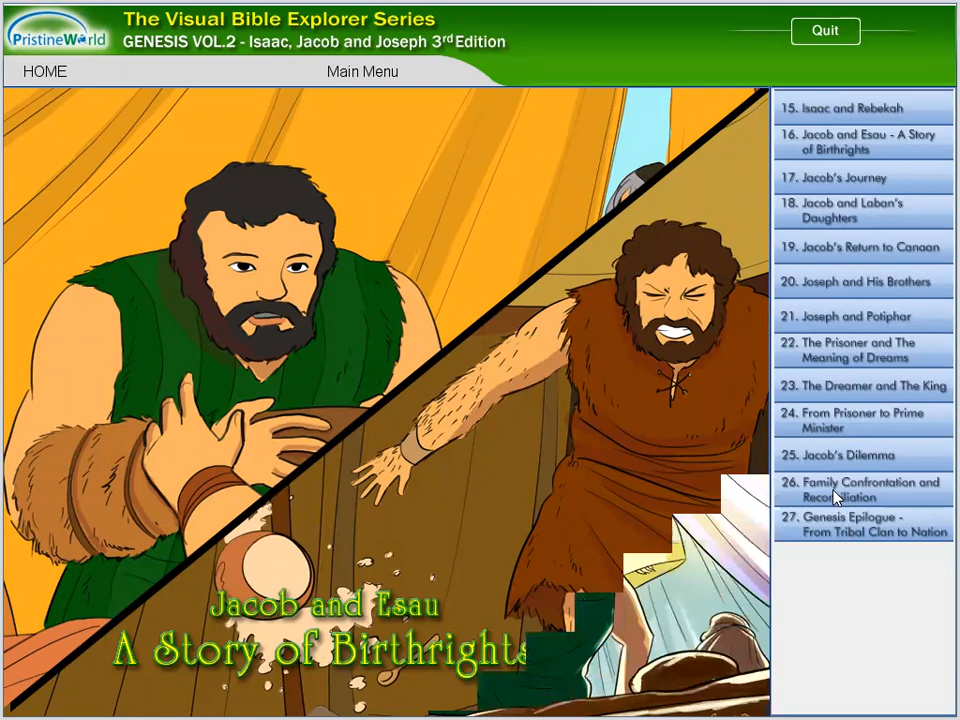 PristineWorld
The Visual Bible Explorer Series
GENESIS VOL.2 - Isaac, Jacob and Joseph 3rd Edition
Quit
HOME
Main Menu
15. Isaac and Rebekah
16. Jacob and Esau - A Story
of Birthrights
17. Jacob's Journey
18. Jacob and Laban's
Daughters
19. Jacob's Return to Canaan
20. Joseph and His Brothers
21. Joseph and Potiphar
22. The Prisoner and The
Meaning of Dreams
23. The Dreamer and The King
24. From Prisoner to Prime
Minister
25. Jacob's Dilemma
26. Family Confrontation and
Reconciliation
27. Genesis Epilogue -
From Tribal Clan to Nation
Jacob and Esau
A Story of Birthrights